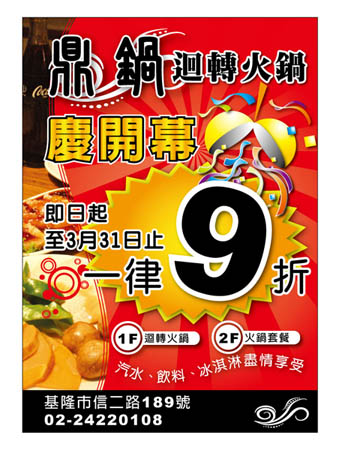 鼎鍋迴轉火鍋
Coc
慶開幕
即日起
至3月31日止
一律9折
1F 迴轉火鍋 2F 火鍋套餐
汽水、飲料、冰淇淋盡情享受
基隆市信二路189號
02-24220108